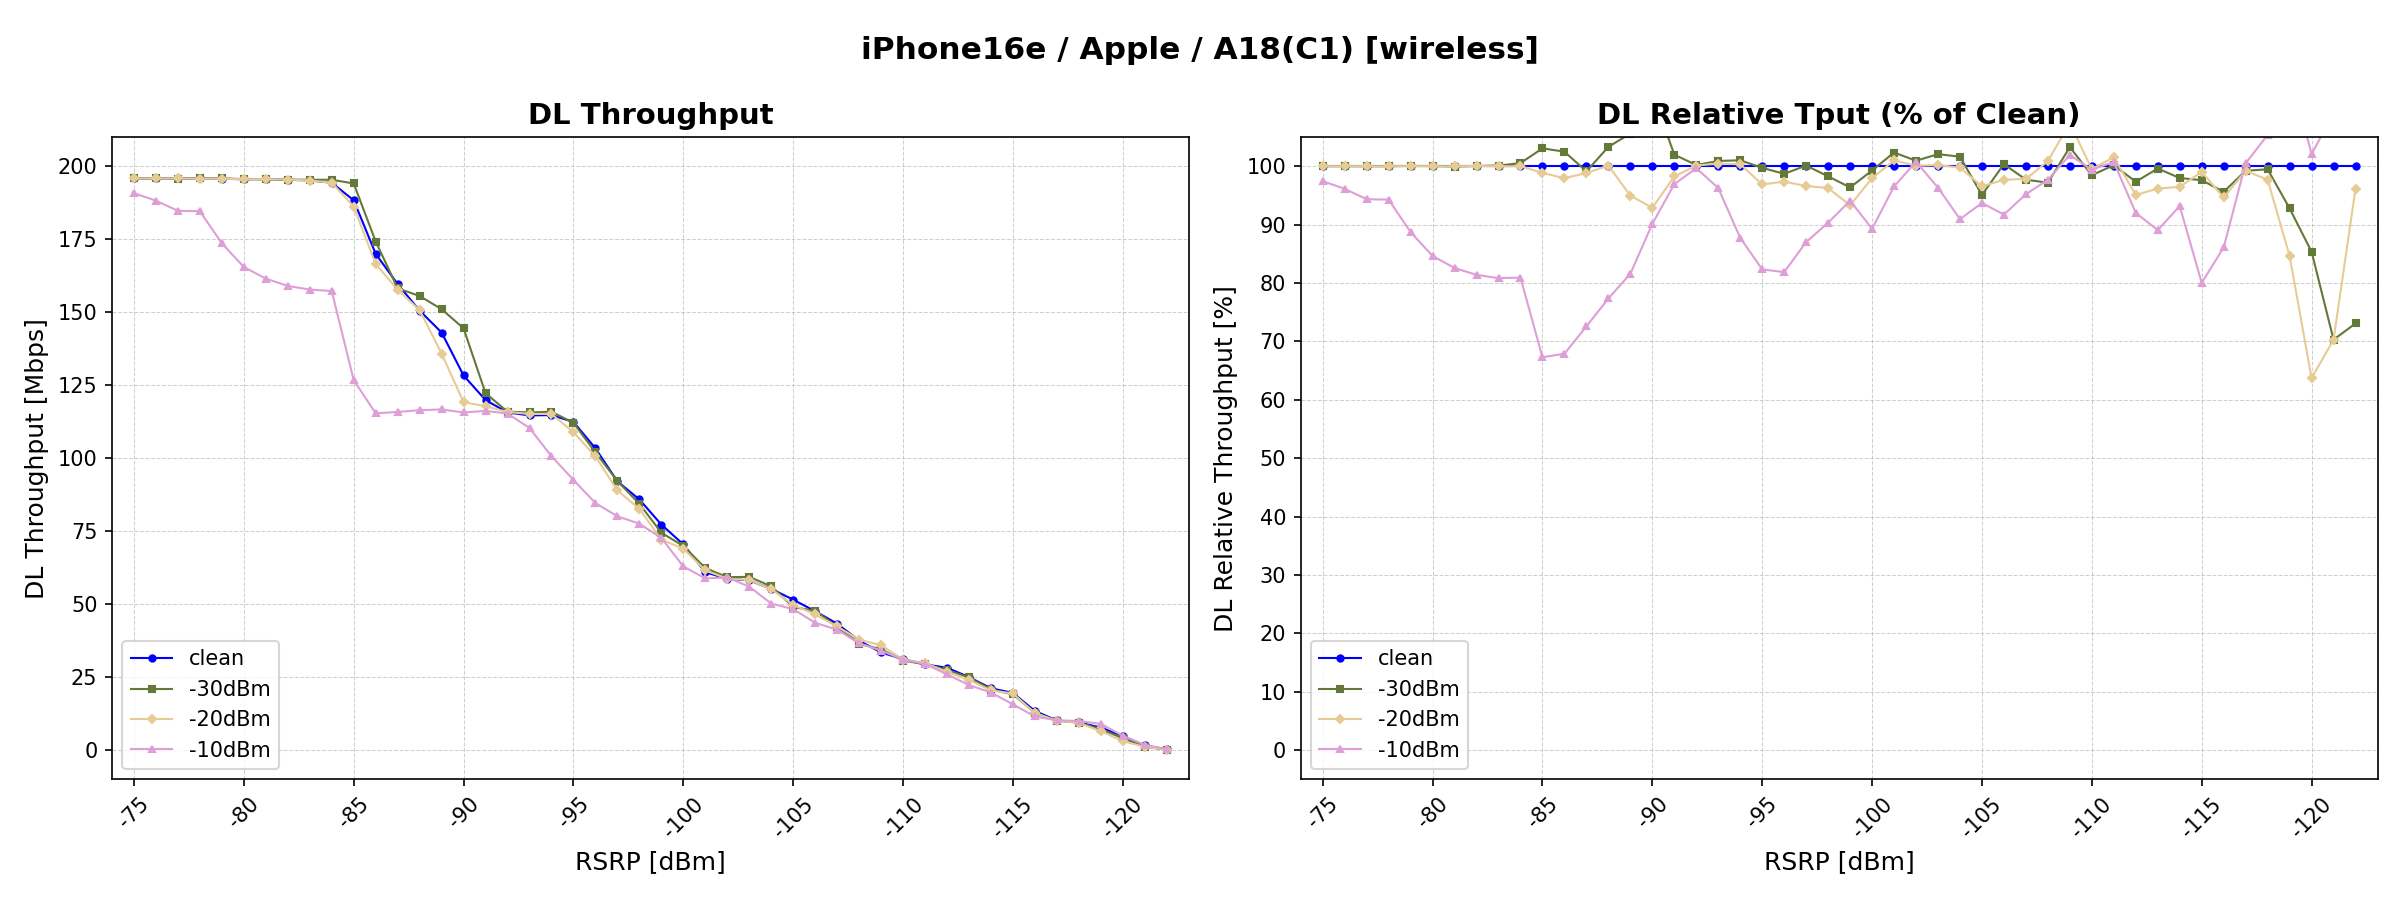 iPhone16e / Apple / A18(C1) [wireless]
DL Throughput
DL Throughput [Mbps]
200
175
150
125
100
75
50
25
0
clean
-30dBm
-20dBm
-10dBm
-75
-80
-85
-90
-95
-100
-105
-110
-115
-120
RSRP [dBm]
DL Relative Tput (% of Clean)
DL Relative Throughput [%]
100
90
80
70
60
50
40
30
20
10
0
clean
-30dBm
-20dBm
-10dBm
-75
-80
-85
-90
-95
-100
-105
-110
-115
-120
RSRP [dBm]